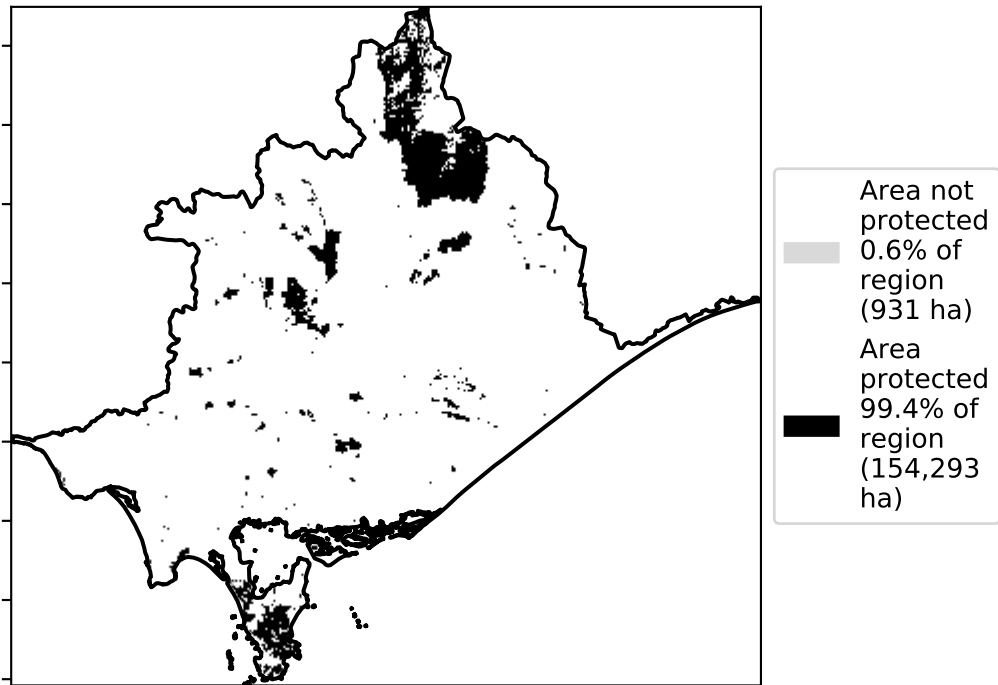 Area not
protected
0.6% of
region
(931 ha)
Area
protected
99.4% of
region
(154,293
ha)